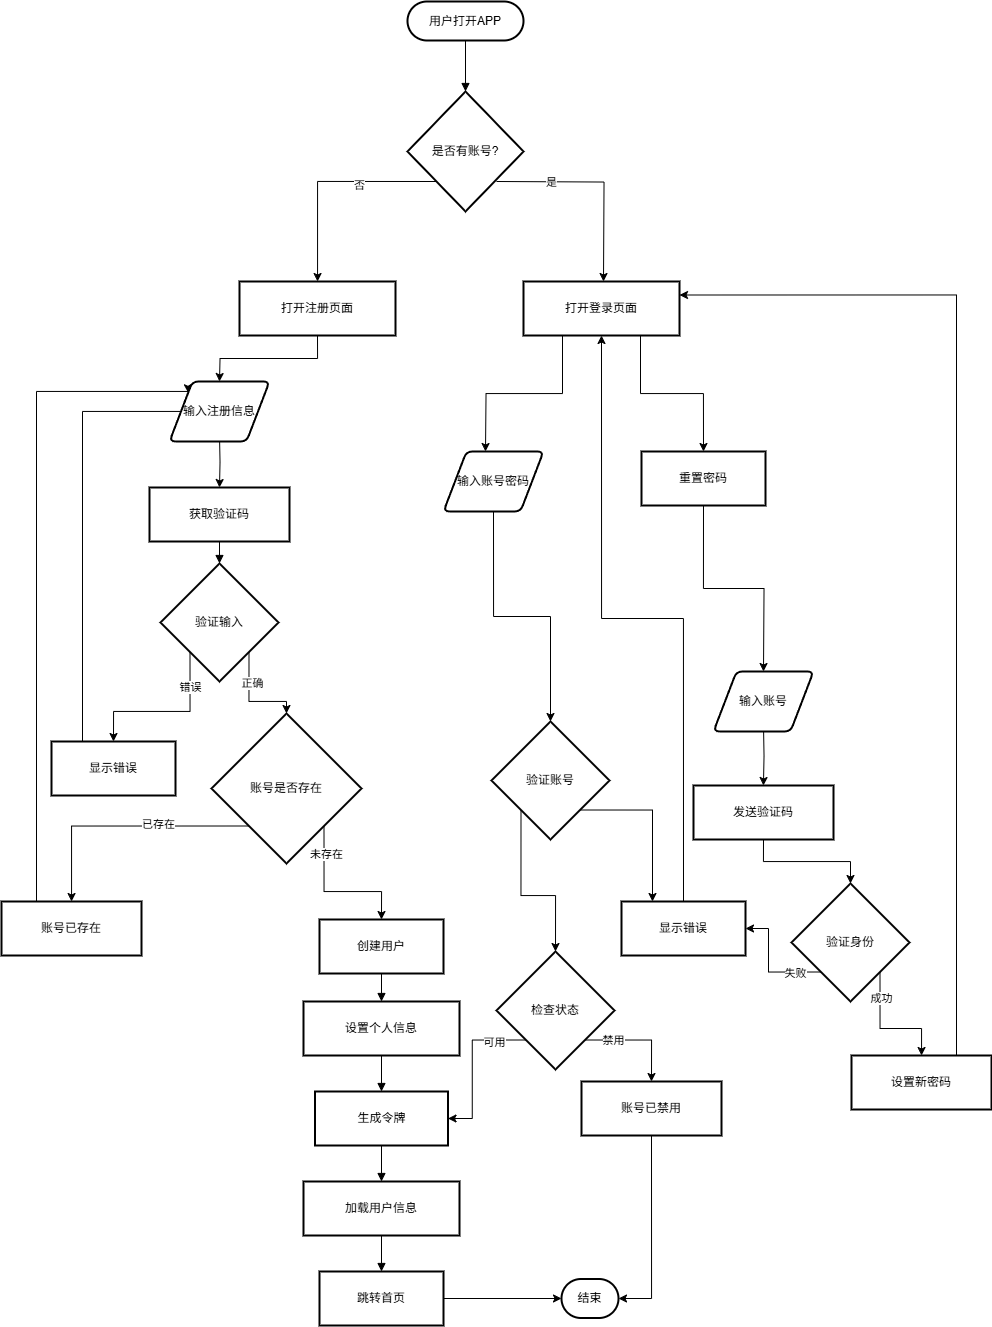 用户打开APP
是否有账号?
否
是
打开注册页面
打开登录页面
输入注册信息
输入账号密码
重置密码
获取验证码
验证输入
错误
正确
输入账号
显示错误
账号是否存在
验证账号
发送验证码
已存在
未存在
账号已存在
创建用户
显示错误
验证身份
失败
成功
设置个人信息
检查状态
可用
禁用
设置新密码
生成令牌
账号已禁用
加载用户信息
跳转首页
结束